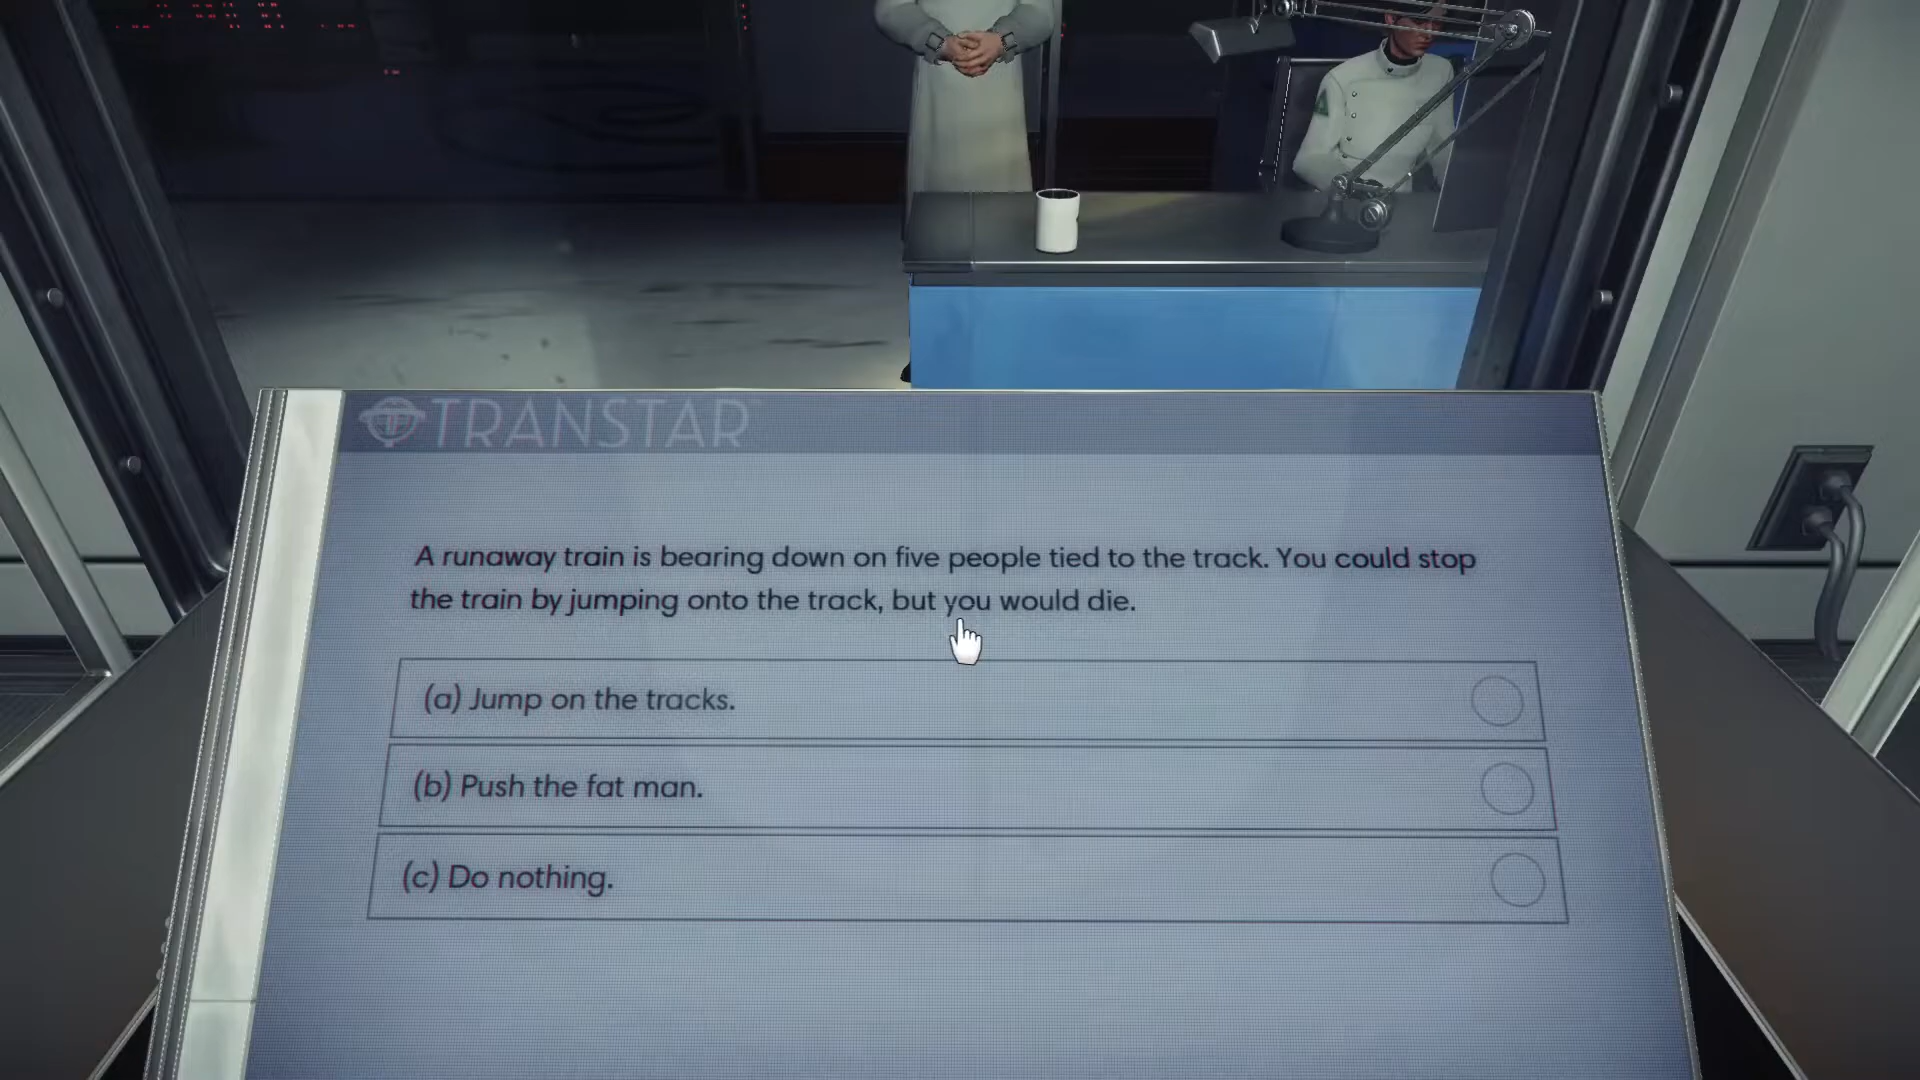 TRANSTAR
A runaway train is bearing down on five people tied to the track. You could stop
the train by jumping onto the track, but you would die.
(a) Jump on the tracks.
(b) Push the fat man.
(c) Do nothing.